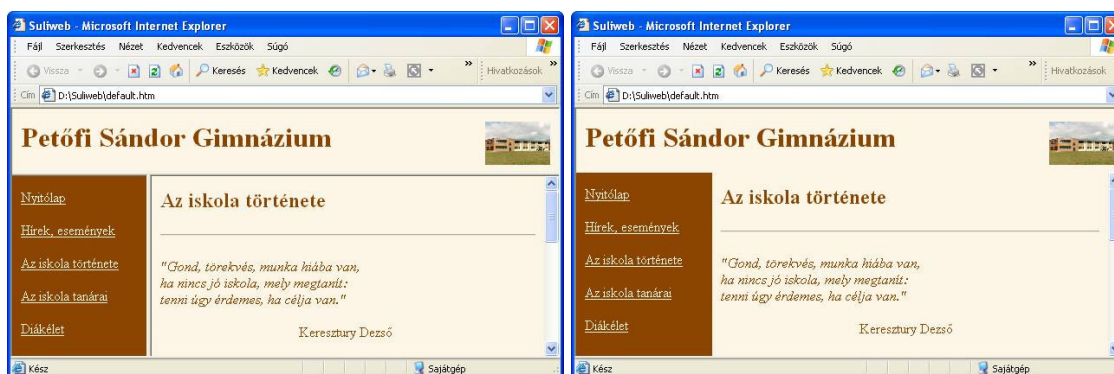 Suliweb - Microsoft Internet Explorer
Fájl Szerkesztés Nézet Kedvencek Eszközök Súgó
Vissza Keresés Kedvencek » Hivatkozások »
Cím D:\Suliweb\default.htm
Petőfi Sándor Gimnázium
Nyitólap
Hírek, események
Az iskola története
Az iskola tanárai
Diákélet
Az iskola története
"Gond, törekvés, munka hiába van,
ha nincs jó iskola, mely megtanít:
tenni úgy érdemes, ha célja van."
Keresztury Dezső
Kész Sajátgép
Suliweb - Microsoft Internet Explorer
Fájl Szerkesztés Nézet Kedvencek Eszközök Súgó
Vissza Keresés Kedvencek » Hivatkozások
Cím D:\Suliweb\default.htm
Petőfi Sándor Gimnázium
Nyitólap
Hírek, események
Az iskola története
Az iskola tanárai
Diákélet
Az iskola története
"Gond, törekvés, munka hiába van,
ha nincs jó iskola, mely megtanít:
tenni úgy érdemes, ha célja van."
Keresztury Dezső
Kész Sajátgép